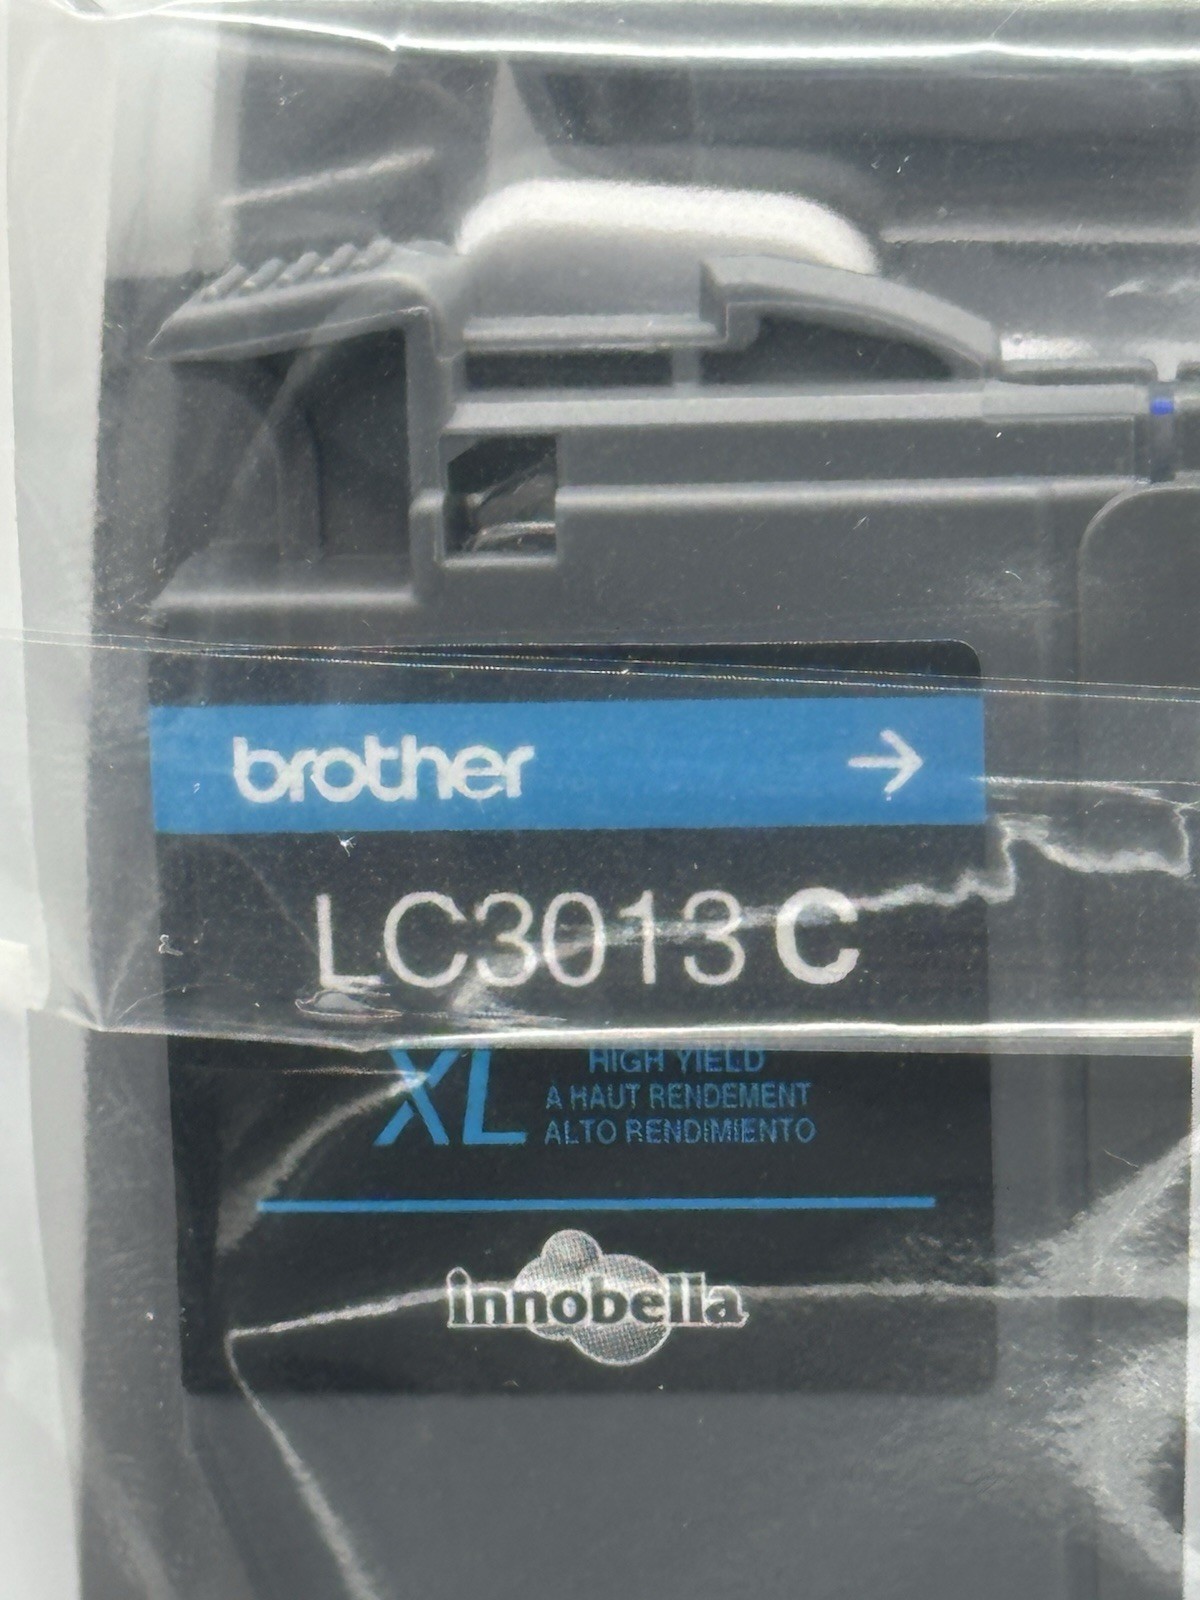 brother →
LC3013 C
XL HIGH YIELD
À HAUT RENDEMENT
ALTO RENDIMIENTO
innobella